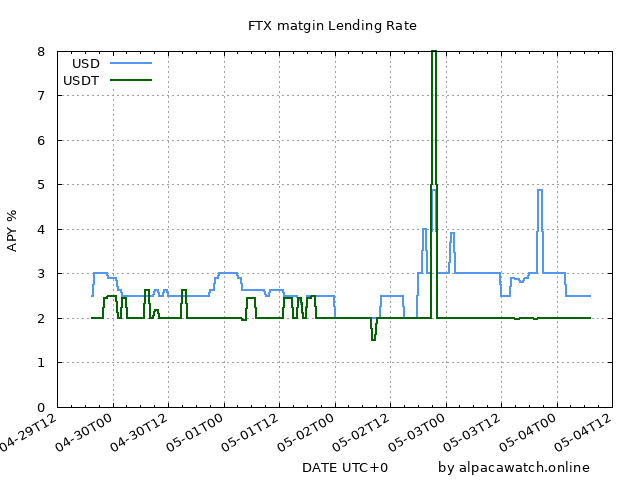 FTX matgin Lending Rate
USD
USDT
8
7
6
5
4
3
2
1
0
APY %
04-29T12
04-30T00
04-30T12
05-01T00
05-01T12
05-02T00
05-02T12
05-03T00
05-03T12
05-04T00
05-04T12
DATE UTC+0
by alpacawatch.online